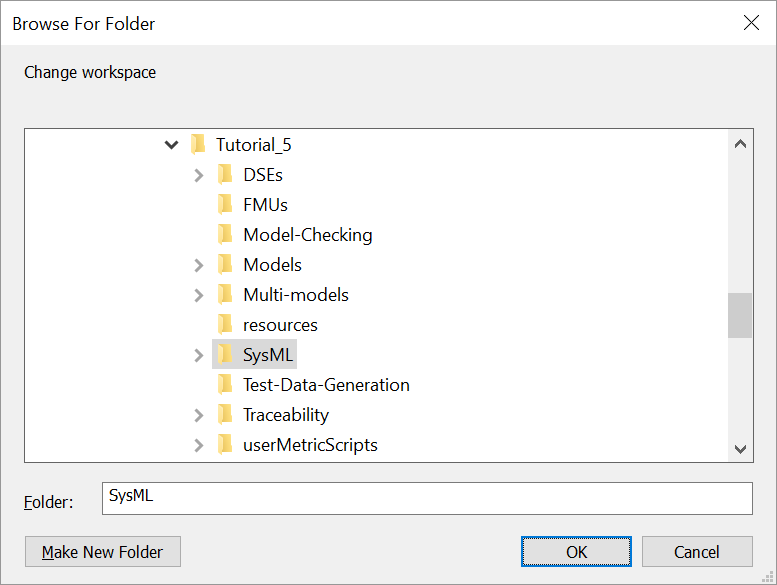 Browse For Folder
Change workspace
Tutorial_5
DSEs
FMUs
Model-Checking
Models
Multi-models
resources
SysML
Test-Data-Generation
Traceability
userMetricScripts
Folder: SysML
Make New Folder OK Cancel